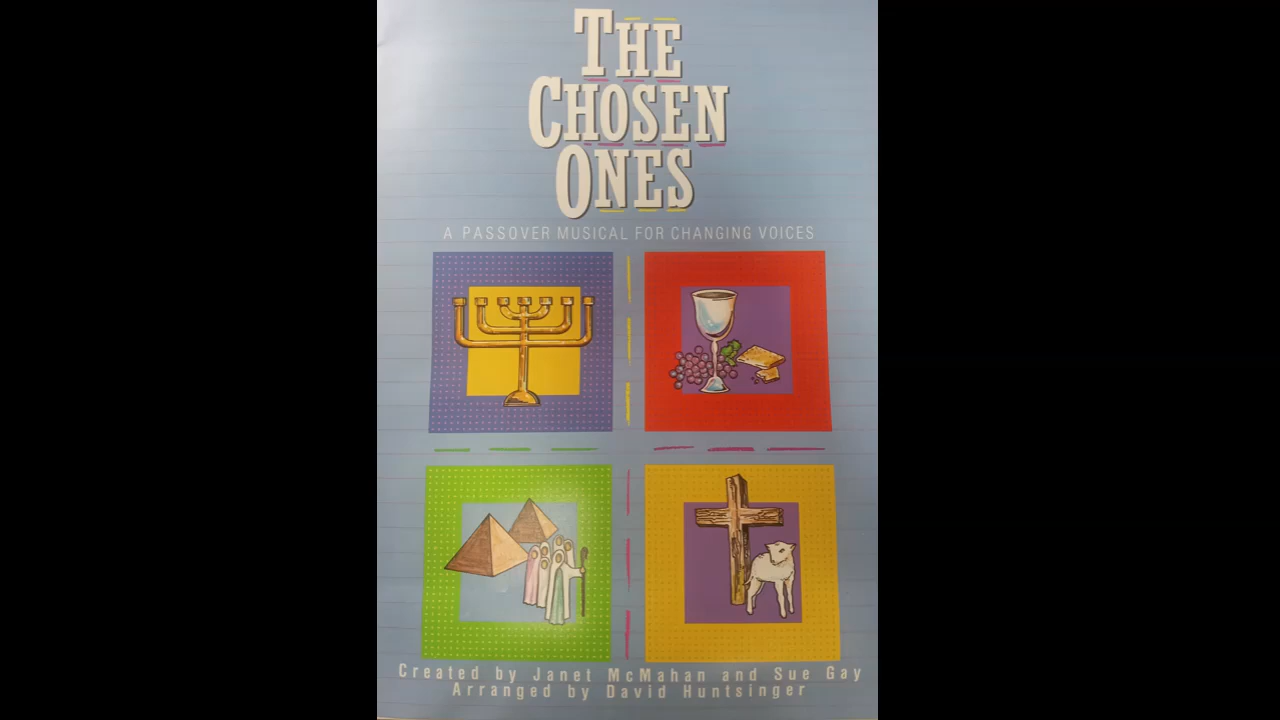 THE
CHOSEN
ONES
A PASSOVER MUSICAL FOR CHANGING VOICES
Created by Janet McMahan and Sue Gay
Arranged by David Huntsinger